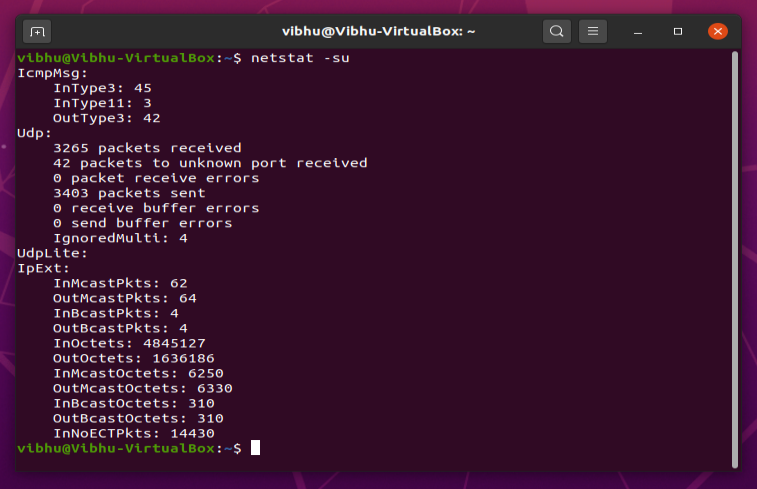 vibhu@Vibhu-VirtualBox: ~
vibhu@Vibhu-VirtualBox:~$ netstat -su
IcmpMsg:
    InType3: 45
    InType11: 3
    OutType3: 42
Udp:
    3265 packets received
    42 packets to unknown port received
    0 packet receive errors
    3403 packets sent
    0 receive buffer errors
    0 send buffer errors
    IgnoredMulti: 4
UdpLite:
IpExt:
    InMcastPkts: 62
    OutMcastPkts: 64
    InBcastPkts: 4
    OutBcastPkts: 4
    InOctets: 4845127
    OutOctets: 1636186
    InMcastOctets: 6250
    OutMcastOctets: 6330
    InBcastOctets: 310
    OutBcastOctets: 310
    InNoECTPkts: 14430
vibhu@Vibhu-VirtualBox:~$